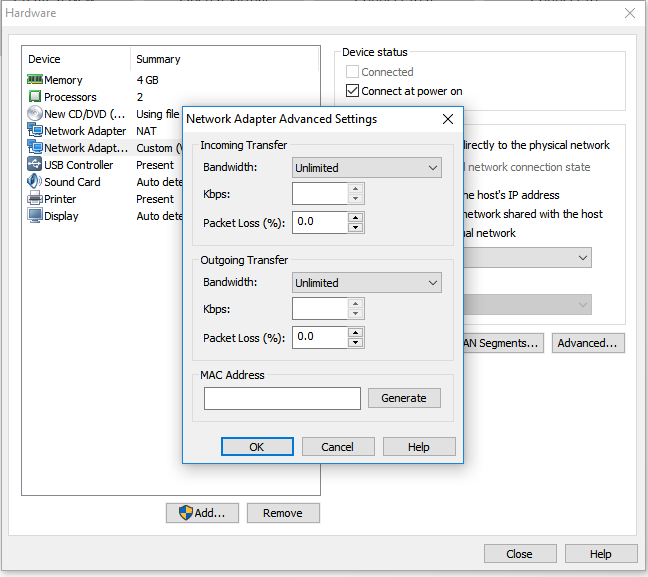 Hardware
Device Summary
Memory 4 GB
Processors 2
New CD/DVD (... Using file
Network Adapter NAT
Network Adapt... Custom (
USB Controller Present
Sound Card Auto dete
Printer Present
Display Auto dete
Add... Remove
Device status
Connected
Connect at power on
directly to the physical network
network connection state
he host's IP address
network shared with the host
al network
AN Segments... Advanced...
Network Adapter Advanced Settings
Incoming Transfer
Bandwidth: Unlimited
Kbps:
Packet Loss (%): 0.0
Outgoing Transfer
Bandwidth: Unlimited
Kbps:
Packet Loss (%): 0.0
MAC Address
Generate
OK Cancel Help
Close Help